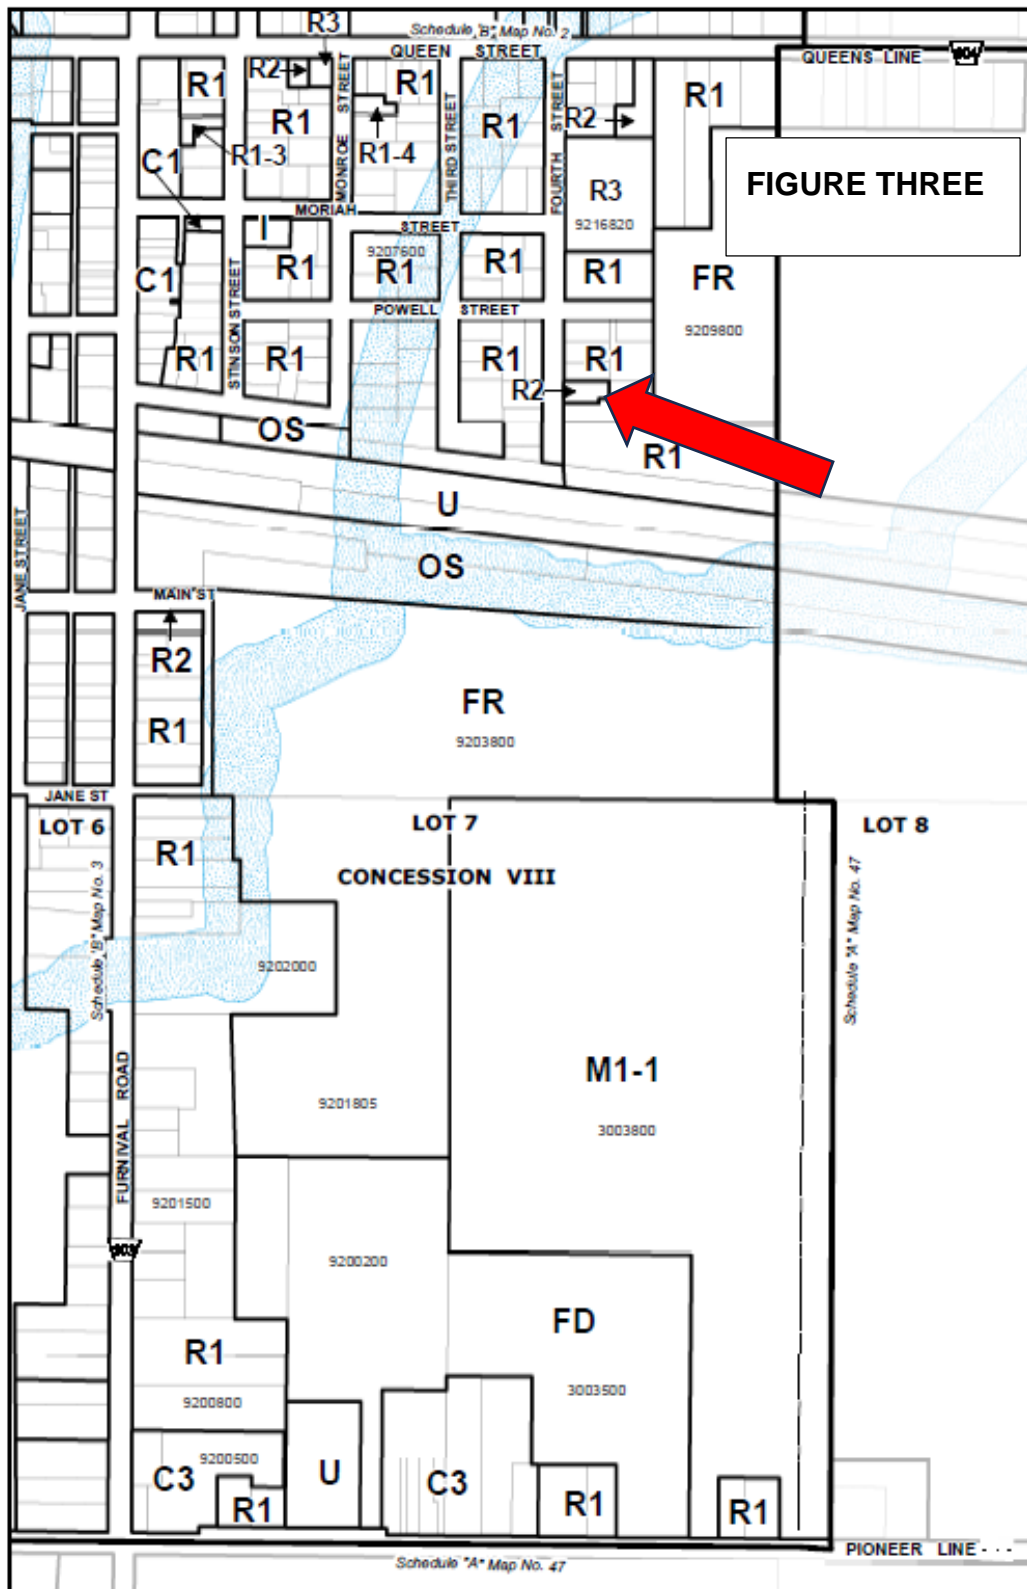 Schedule "B" Map No. 2
QUEEN STREET
R3
R2
R1
R1
R1
MONROE STREET
THIRD STREET
R1
FOURTH STREET
R2
R1
QUEENS LINE
904
FIGURE THREE
R1-3
C1
R1-4
R3
9216820
MORIAH STREET
I
9207600
R1
R1
R1
R1
C1
FR
9209800
POWELL STREET
STINSON STREET
R1
R1
R1
R1
R2
OS
R1
U
OS
JANE STREET
MAIN ST
R2
R1
FR
9203800
JANE ST
LOT 6
LOT 7
LOT 8
R1
CONCESSION VIII
Schedule "B" Map No. 3
Schedule "A" Map No. 47
9202000
M1-1
3003800
9201805
FURNIVAL ROAD
9201500
103
9200200
FD
3003500
R1
9200800
9200500
C3
R1
U
C3
R1
R1
PIONEER LINE
Schedule "A" Map No. 47